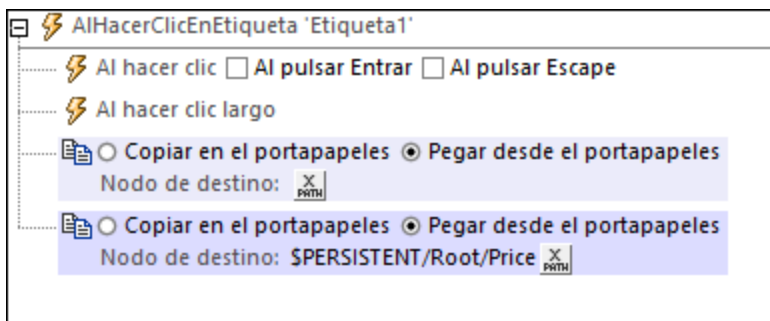 AlHacerClicEnEtiqueta 'Etiqueta1'
Al hacer clic Al pulsar Entrar Al pulsar Escape
Al hacer clic largo
Copiar en el portapapeles Pegar desde el portapapeles
Nodo de destino: X PATH
Copiar en el portapapeles Pegar desde el portapapeles
Nodo de destino: $PERSISTENT/Root/Price X PATH